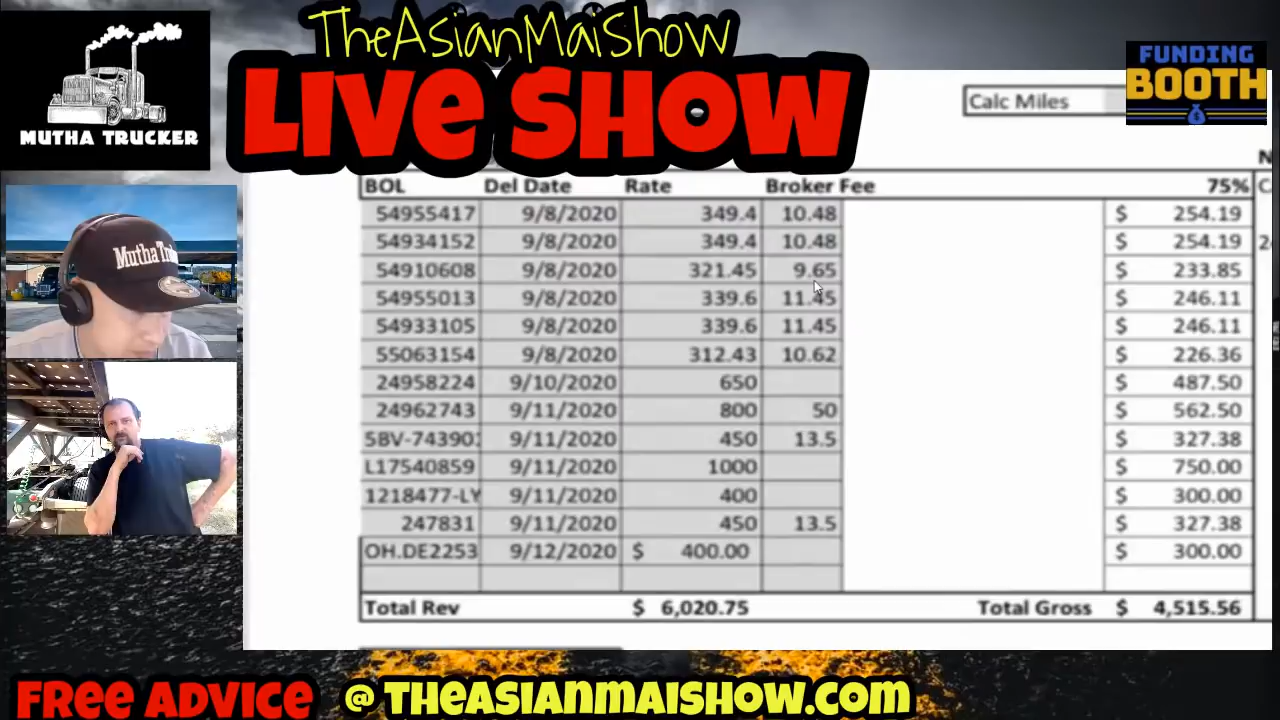 TheAsianMaiShow
LIVE SHOW
MUTHA TRUCKER
FUNDING
BOOTH
Calc Miles
BOL Del Date Rate Broker Fee 75%
54955417 9/8/2020 349.4 10.48 $ 254.19
54934152 9/8/2020 349.4 10.48 $ 254.19
54910608 9/8/2020 321.45 9.65 $ 233.85
54955013 9/8/2020 339.6 11.45 $ 246.11
54933105 9/8/2020 339.6 11.45 $ 246.11
55063154 9/8/2020 312.43 10.62 $ 226.36
24958224 9/10/2020 650 $ 487.50
24962743 9/11/2020 800 50 $ 562.50
5BV-74390 9/11/2020 450 13.5 $ 327.38
L17540859 9/11/2020 1000 $ 750.00
1218477-LY 9/11/2020 400 $ 300.00
247831 9/11/2020 450 13.5 $ 327.38
OH.DE2253 9/12/2020 $ 400.00 $ 300.00
Total Rev $ 6,020.75 Total Gross $ 4,515.56
FREE ADVICE @ THEASIANMAISHOW.COM